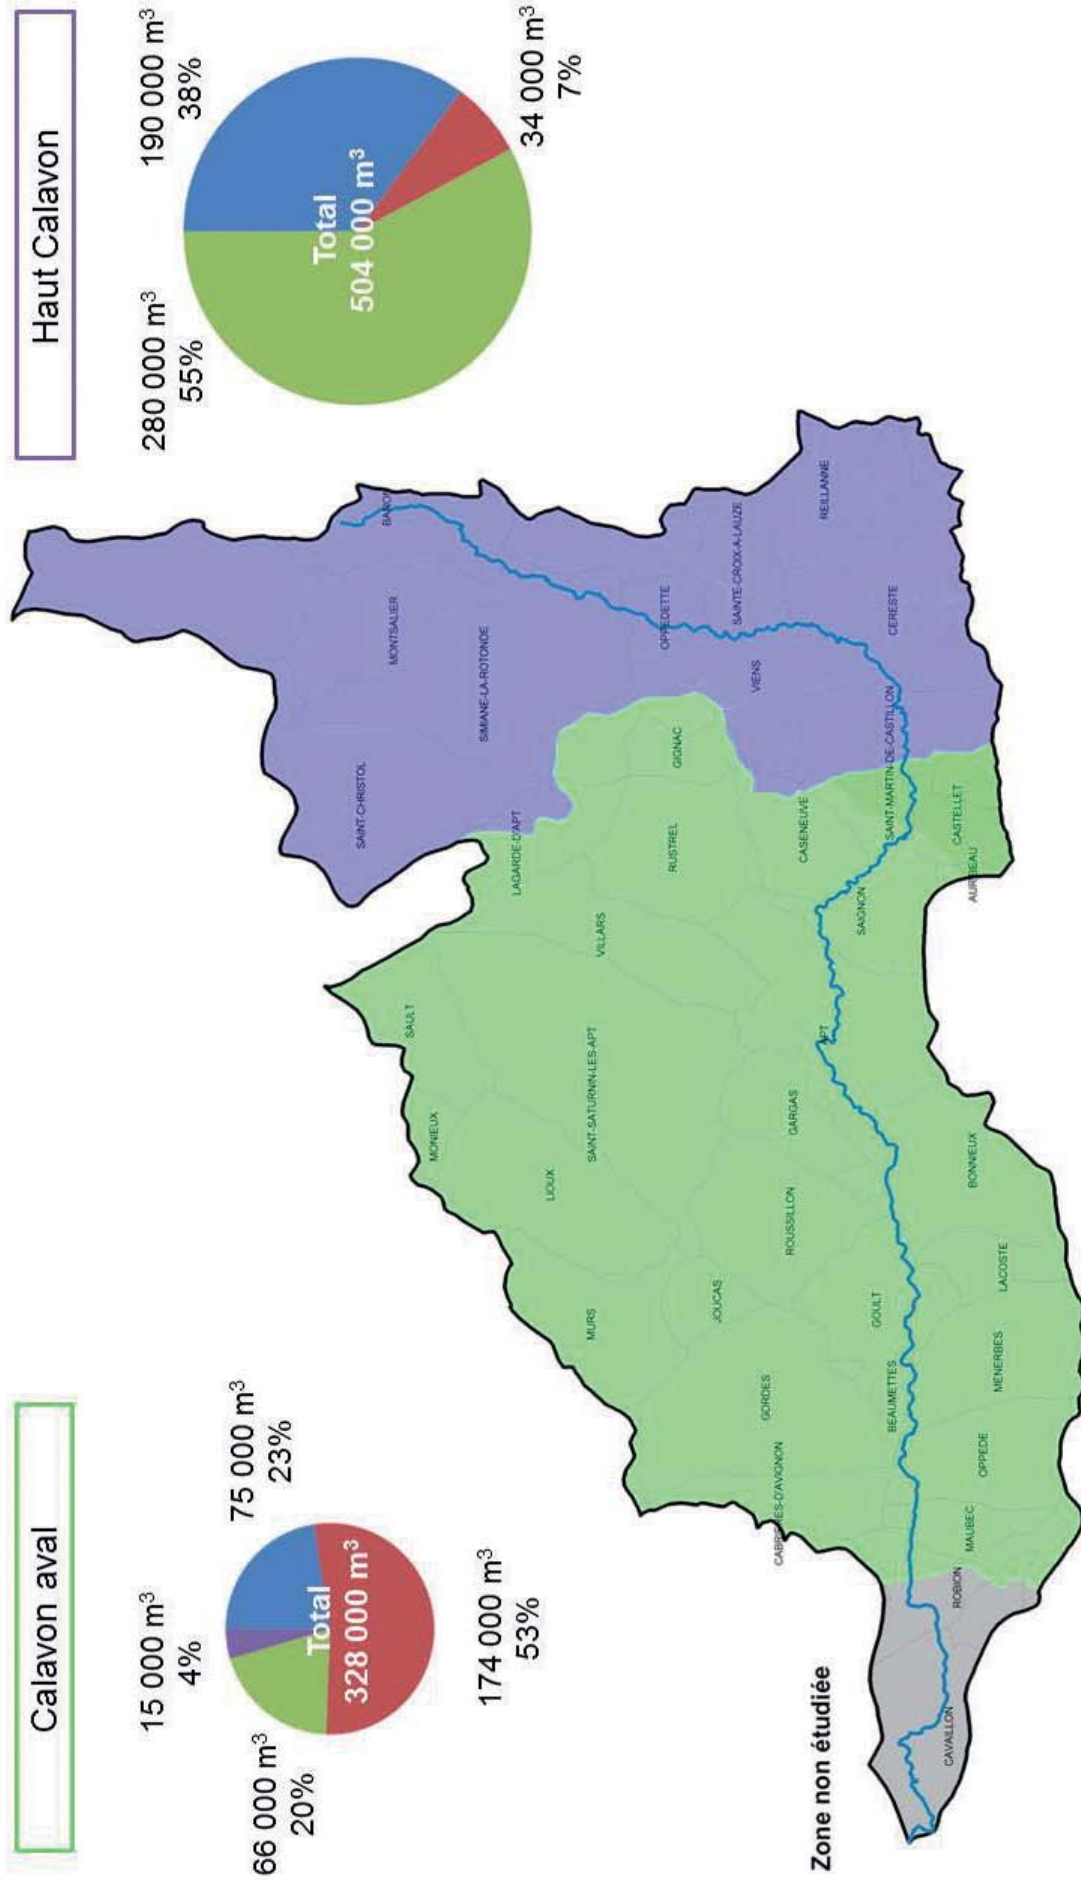 Calavon aval
Haut Calavon
15 000 m³
4%
75 000 m³
23%
66 000 m³
20%
174 000 m³
53%
Total
328 000 m³
280 000 m³
55%
190 000 m³
38%
34 000 m³
7%
Total
504 000 m³
SAINT-CHRISTOL
MONTSALIER
SIMIANE-LA-ROTONDE
SAULT
MONIEUX
LAGARDE-D'APT
LIOUX
SAINT-SATURNIN-LES-APT
VILLARS
MURS
RUSTREL
GIGNAC
OPPEDETTE
JOUCAS
SAINTE-CROIX-A-LAUZE
VIENS
GORDES
CABRIERES-D'AVIGNON
ROUSSILLON
GARGAS
CASENEUVE
REILLANNE
APT
SAIGNON
GOULT
BEAUMETTES
SAINT-MARTIN-DE-CASTILLON
CERESTE
CAVAILLON
ROBION
MAUBEC
OPPEDE
MENERBES
LACOSTE
BONNIEUX
AURIBEAU
CASTELLET
Zone non étudiée